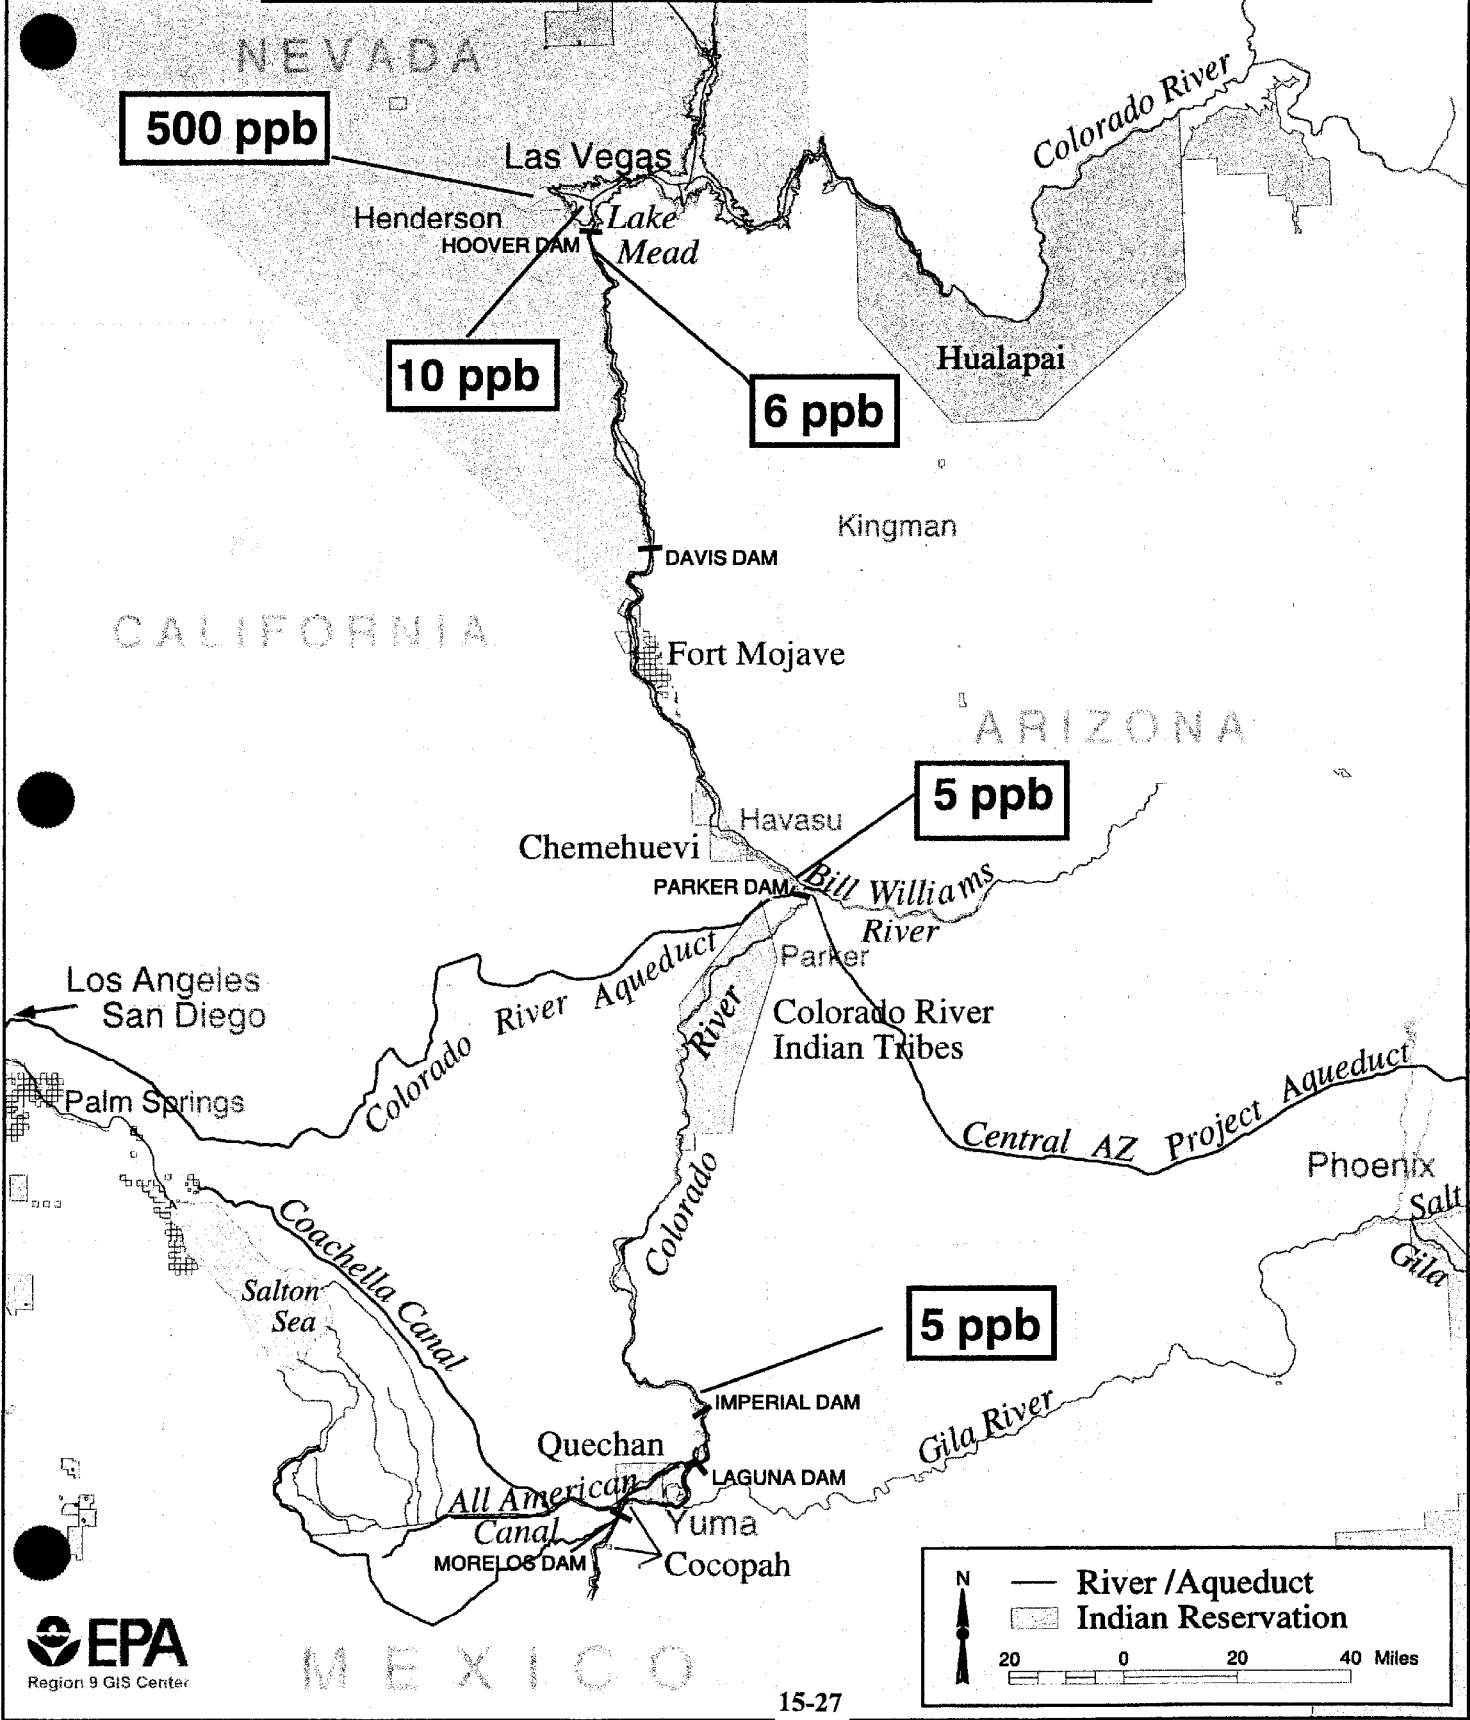 NEVADA
Colorado River
500 ppb
Las Vegas
Henderson
Lake
Mead
HOOVER DAM
10 ppb
6 ppb
Hualapai
Kingman
DAVIS DAM
CALIFORNIA
Fort Mojave
ARIZONA
5 ppb
Havasu
Chemehuevi
PARKER DAM
Bill Williams
River
Parker
Colorado River Aqueduct
Los Angeles
San Diego
Colorado River
Indian Tribes
Palm Springs
Central AZ Project Aqueduct
Phoenix
Salt
Gila
Colorado River
Coachella Canal
Salton
Sea
5 ppb
IMPERIAL DAM
Gila River
Quechan
LAGUNA DAM
All American
Canal
Yuma
MORELOS DAM
Cocopah
MEXICO
EPA
Region 9 GIS Center
N
River /Aqueduct
Indian Reservation
20 0 20 40 Miles
15-27